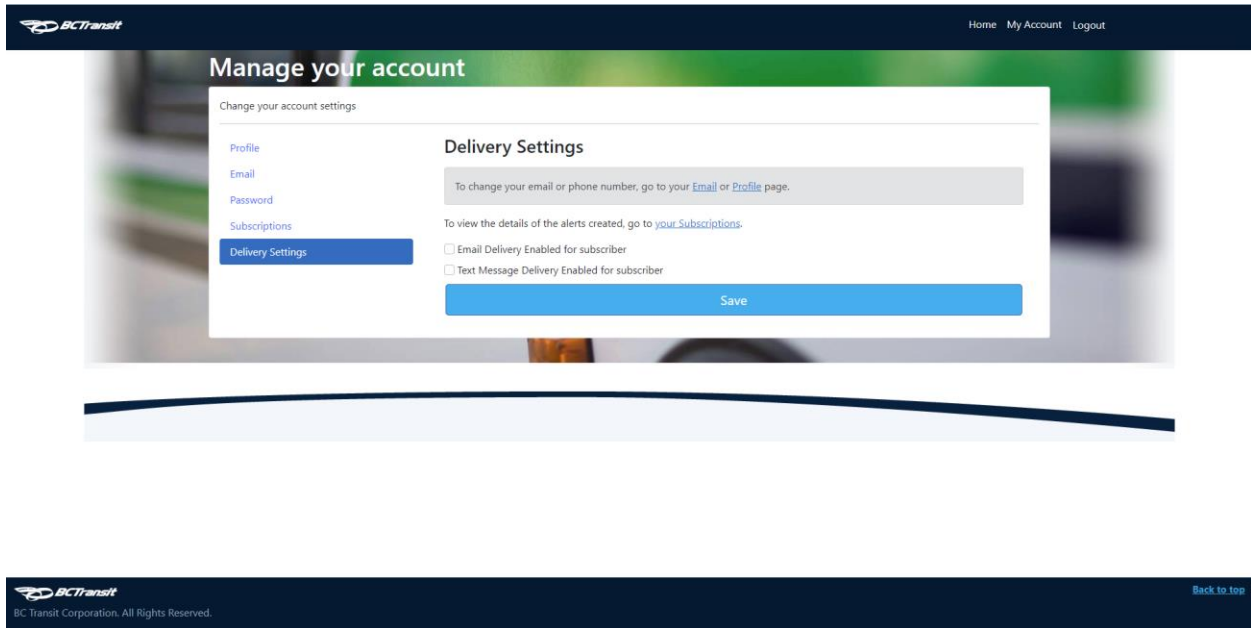 BCTransit
Home My Account Logout
Manage your account
Change your account settings
Profile
Email
Password
Subscriptions
Delivery Settings
Delivery Settings
To change your email or phone number, go to your Email or Profile page.
To view the details of the alerts created, go to your Subscriptions.
Email Delivery Enabled for subscriber
Text Message Delivery Enabled for subscriber
Save
BCTransit
Back to top
BC Transit Corporation. All Rights Reserved.